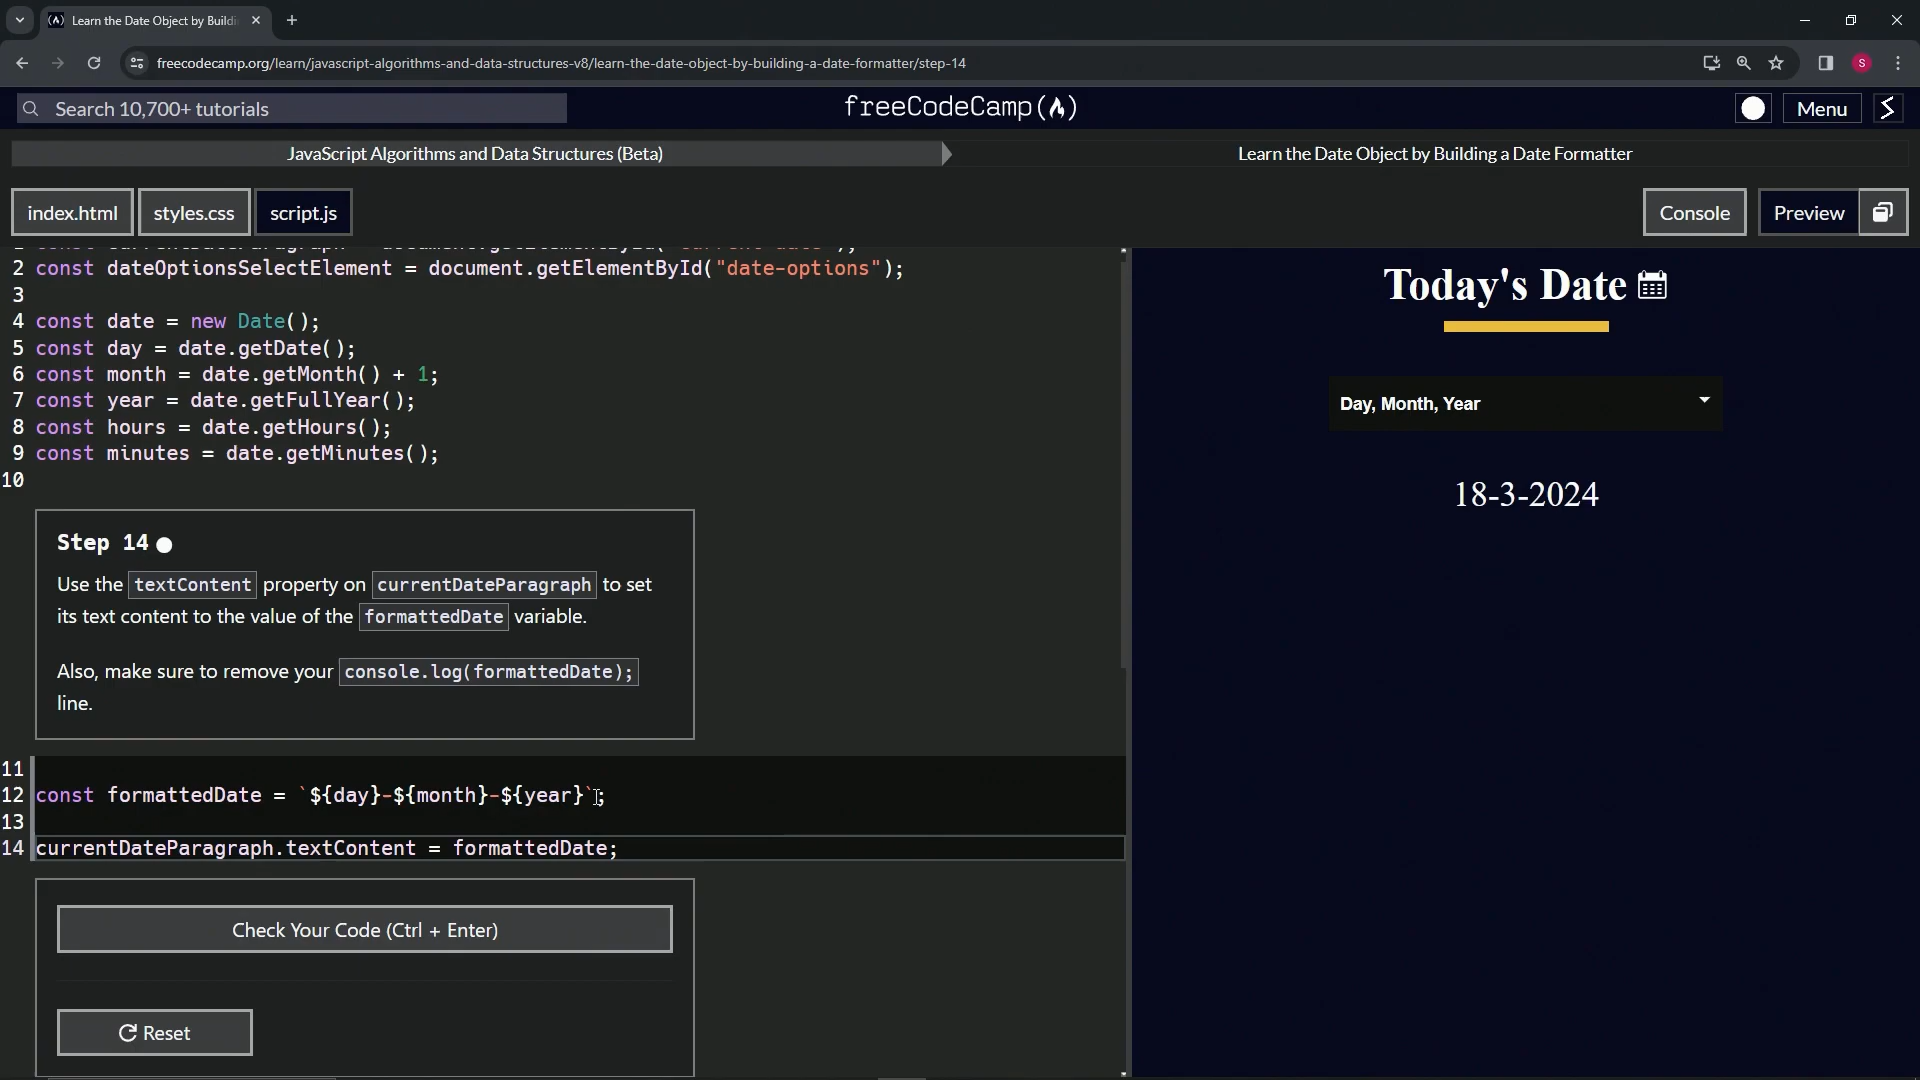 Learn the Date Object by Buildi
freecodecamp.org/learn/javascript-algorithms-and-data-structures-v8/learn-the-date-object-by-building-a-date-formatter/step-14
S
Search 10,700+ tutorials
freeCodeCamp
Menu
JavaScript Algorithms and Data Structures (Beta)
Learn the Date Object by Building a Date Formatter
index.html
styles.css
script.js
Console
Preview
2 const dateOptionsSelectElement = document.getElementById("date-options");
3
4 const date = new Date();
5 const day = date.getDate();
6 const month = date.getMonth() + 1;
7 const year = date.getFullYear();
8 const hours = date.getHours();
9 const minutes = date.getMinutes();
10
Step 14
Use the textContent property on currentDateParagraph to set
its text content to the value of the formattedDate variable.
Also, make sure to remove your console.log(formattedDate);
line.
11
12 const formattedDate = `${day}-${month}-${year}`;
13
14 currentDateParagraph.textContent = formattedDate;
Check Your Code (Ctrl + Enter)
Reset
Today's Date
Day, Month, Year
18-3-2024